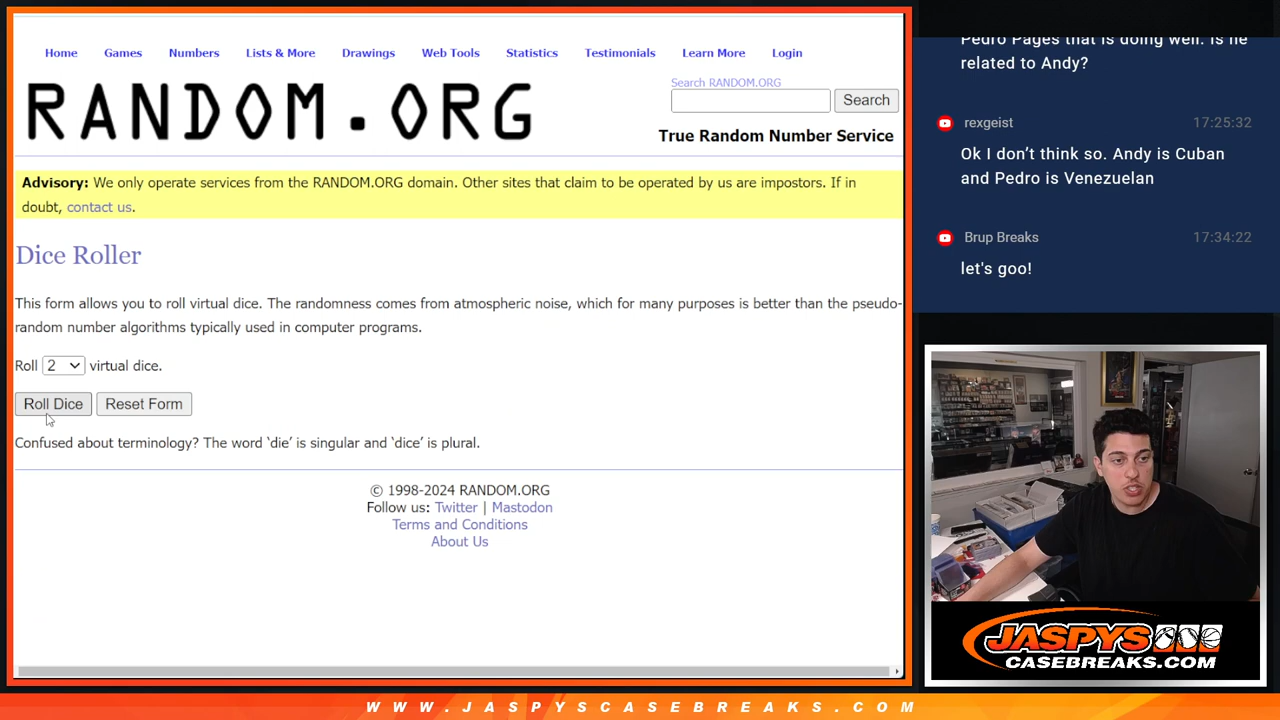 Home Games Numbers Lists & More Drawings Web Tools Statistics Testimonials Learn More Login
RANDOM.ORG
Search RANDOM.ORG
Search
True Random Number Service
Advisory: We only operate services from the RANDOM.ORG domain. Other sites that claim to be operated by us are impostors. If in
doubt, contact us.
Dice Roller
This form allows you to roll virtual dice. The randomness comes from atmospheric noise, which for many purposes is better than the pseudo-
random number algorithms typically used in computer programs.
Roll 2 virtual dice.
Roll Dice Reset Form
Confused about terminology? The word ‘die’ is singular and ‘dice’ is plural.
© 1998-2024 RANDOM.ORG
Follow us: Twitter | Mastodon
Terms and Conditions
About Us
Pedro Pages that is doing well. Is he
related to Andy?
rexgeist 17:25:32
Ok I don’t think so. Andy is Cuban
and Pedro is Venezuelan
Brup Breaks 17:34:22
let's goo!
JASPYS
CASEBREAKS.COM
WWW.JASPYSCASEBREAKS.COM